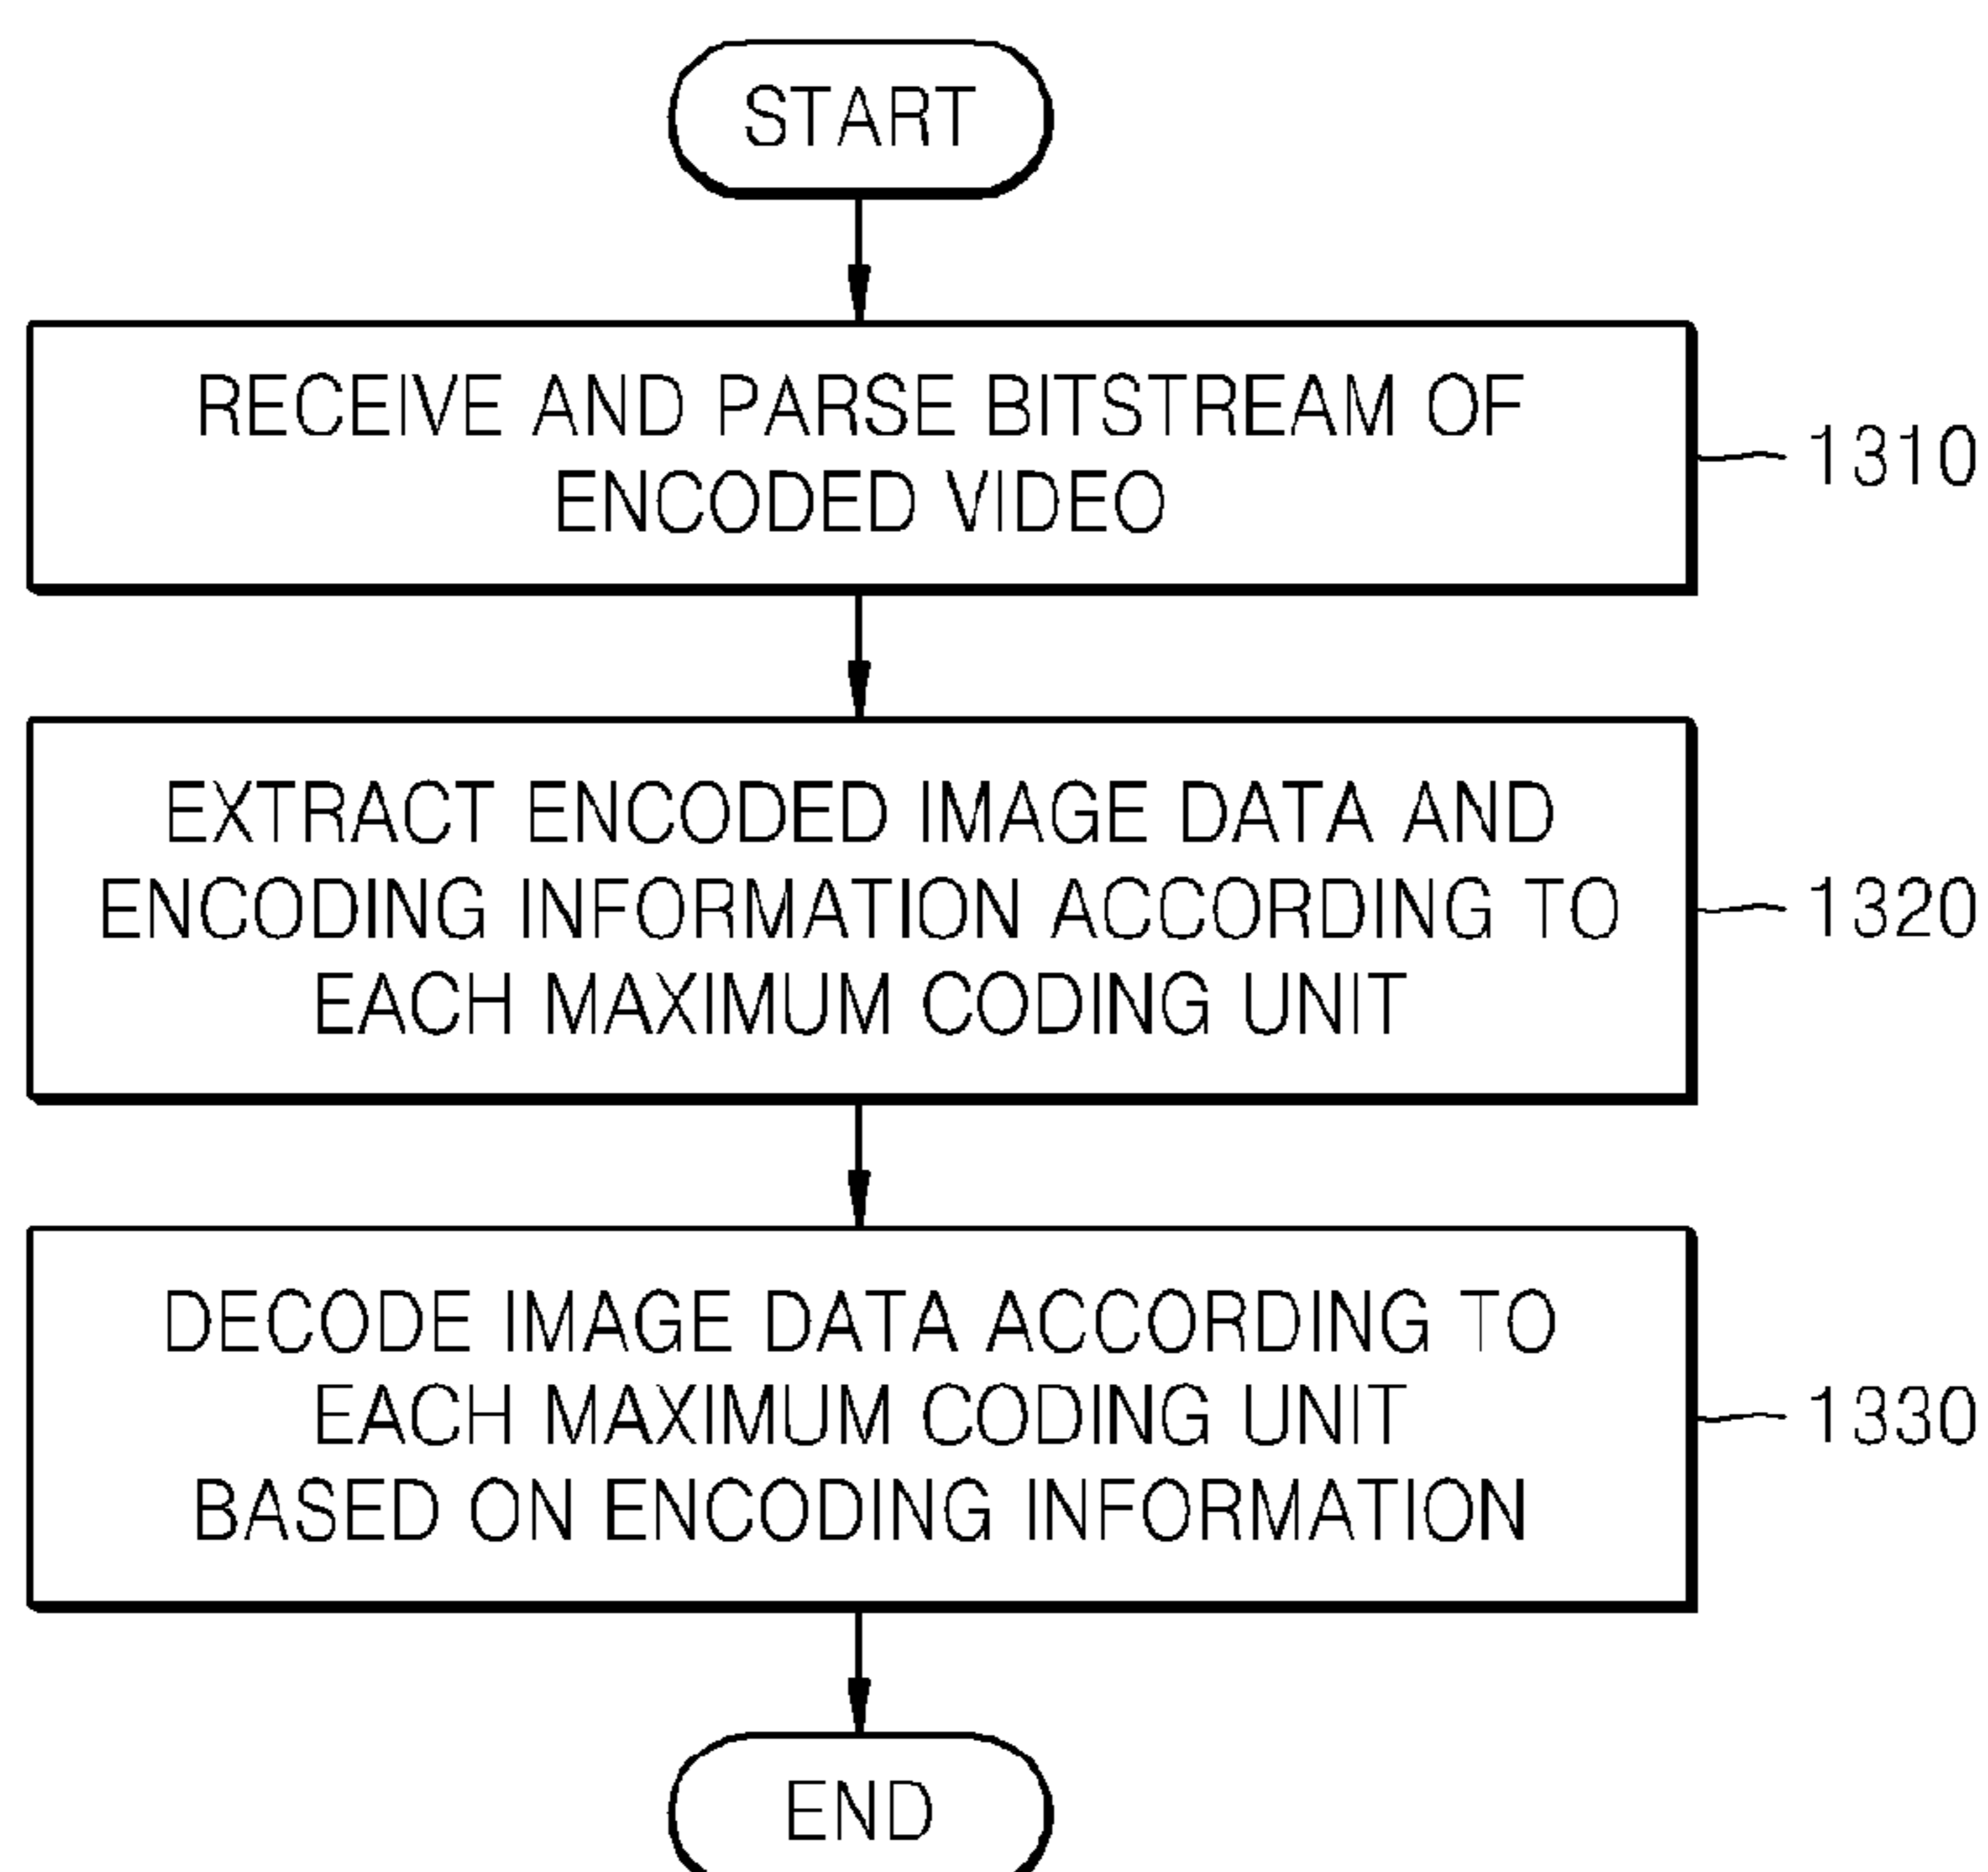 START
RECEIVE AND PARSE BITSTREAM OF
ENCODED VIDEO
1310
EXTRACT ENCODED IMAGE DATA AND
ENCODING INFORMATION ACCORDING TO
EACH MAXIMUM CODING UNIT
1320
DECODE IMAGE DATA ACCORDING TO
EACH MAXIMUM CODING UNIT
BASED ON ENCODING INFORMATION
1330
END